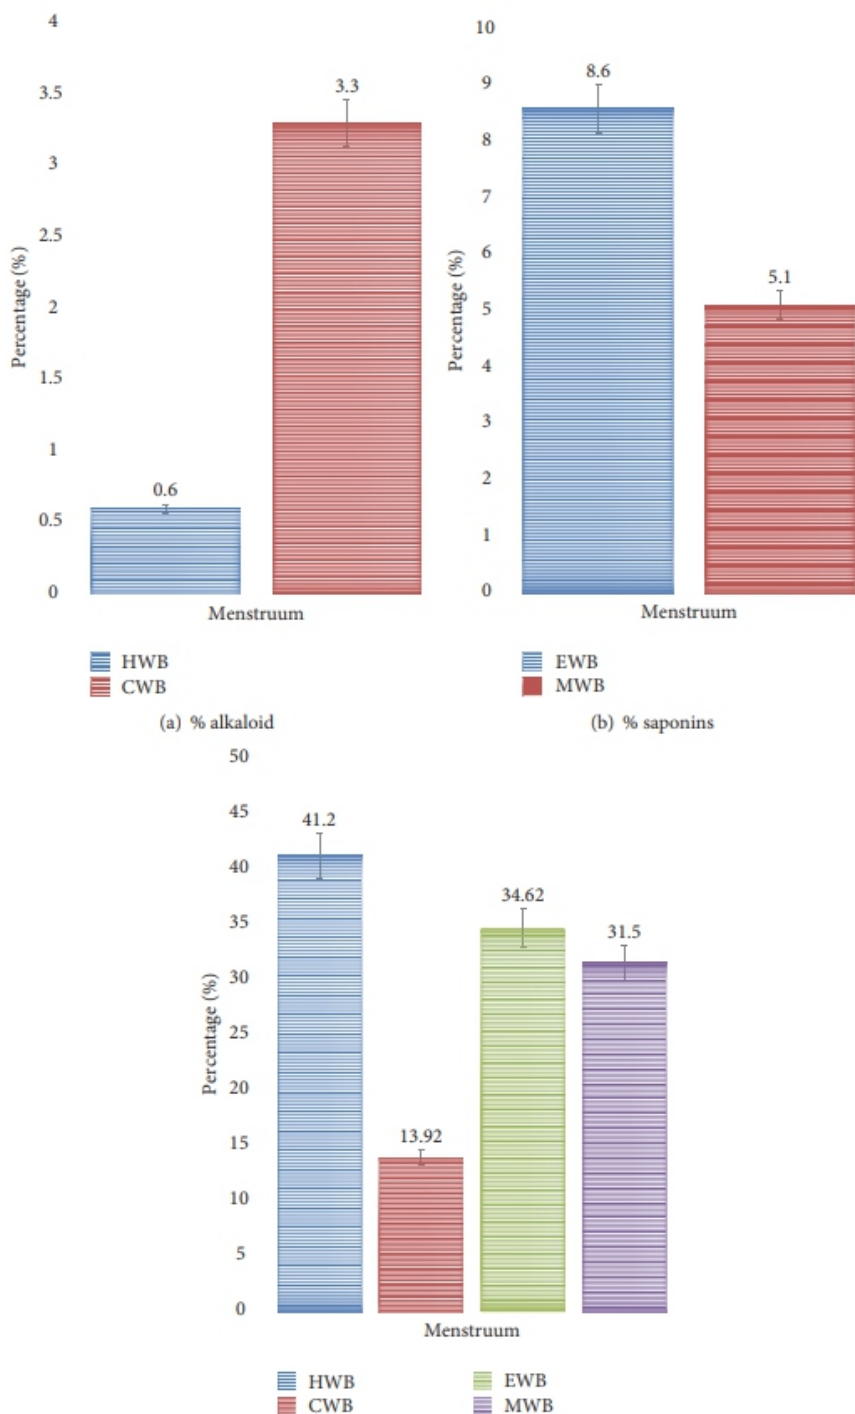 4
3.5
3
2.5
2
1.5
1
0.5
0
Percentage (%)
0.6
3.3
Menstruum
HWB
CWB
(a) % alkaloid
10
9
8
7
6
5
4
3
2
1
0
Percentage (%)
8.6
5.1
Menstruum
EWB
MWB
(b) % saponins
50
45
40
35
30
25
20
15
10
5
0
Percentage (%)
41.2
13.92
34.62
31.5
Menstruum
HWB
CWB
EWB
MWB